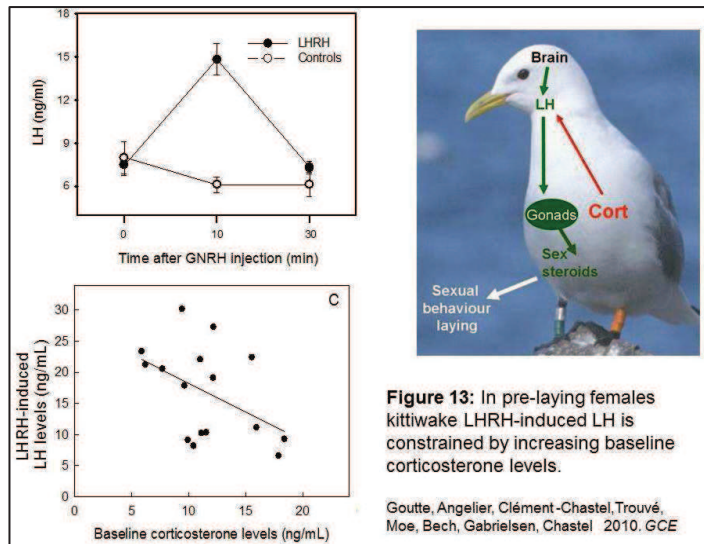 18
15
12
9
6
LH (ng/ml)
LHRH
Controls
0 10 30
Time after GNRH injection (min)
C
30
25
20
15
10
5
0
LHRH-induced
LH levels (ng/mL)
0 5 10 15 20
Baseline corticosterone levels (ng/mL)
Brain
LH
Gonads
Cort
Sex
steroids
Sexual
behaviour
laying
Figure 13: In pre-laying females
kittiwake LHRH-induced LH is
constrained by increasing baseline
corticosterone levels.
Goutte, Angelier, Clément-Chastel, Trouvé,
Moe, Bech, Gabrielsen, Chastel 2010. GCE